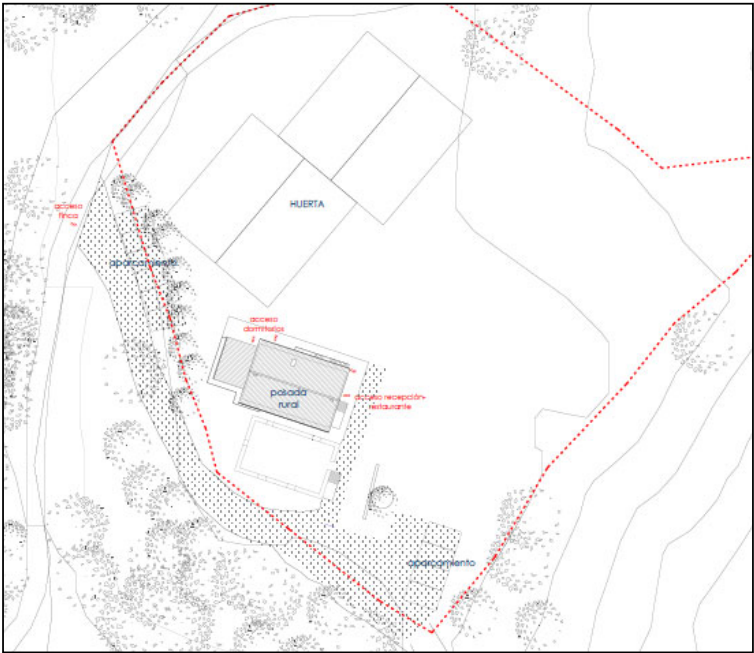 HUERTA
acceso
finca
aparcamiento
acceso
dormitorios
posada
rural
acceso recepción+
restaurante
aparcamiento